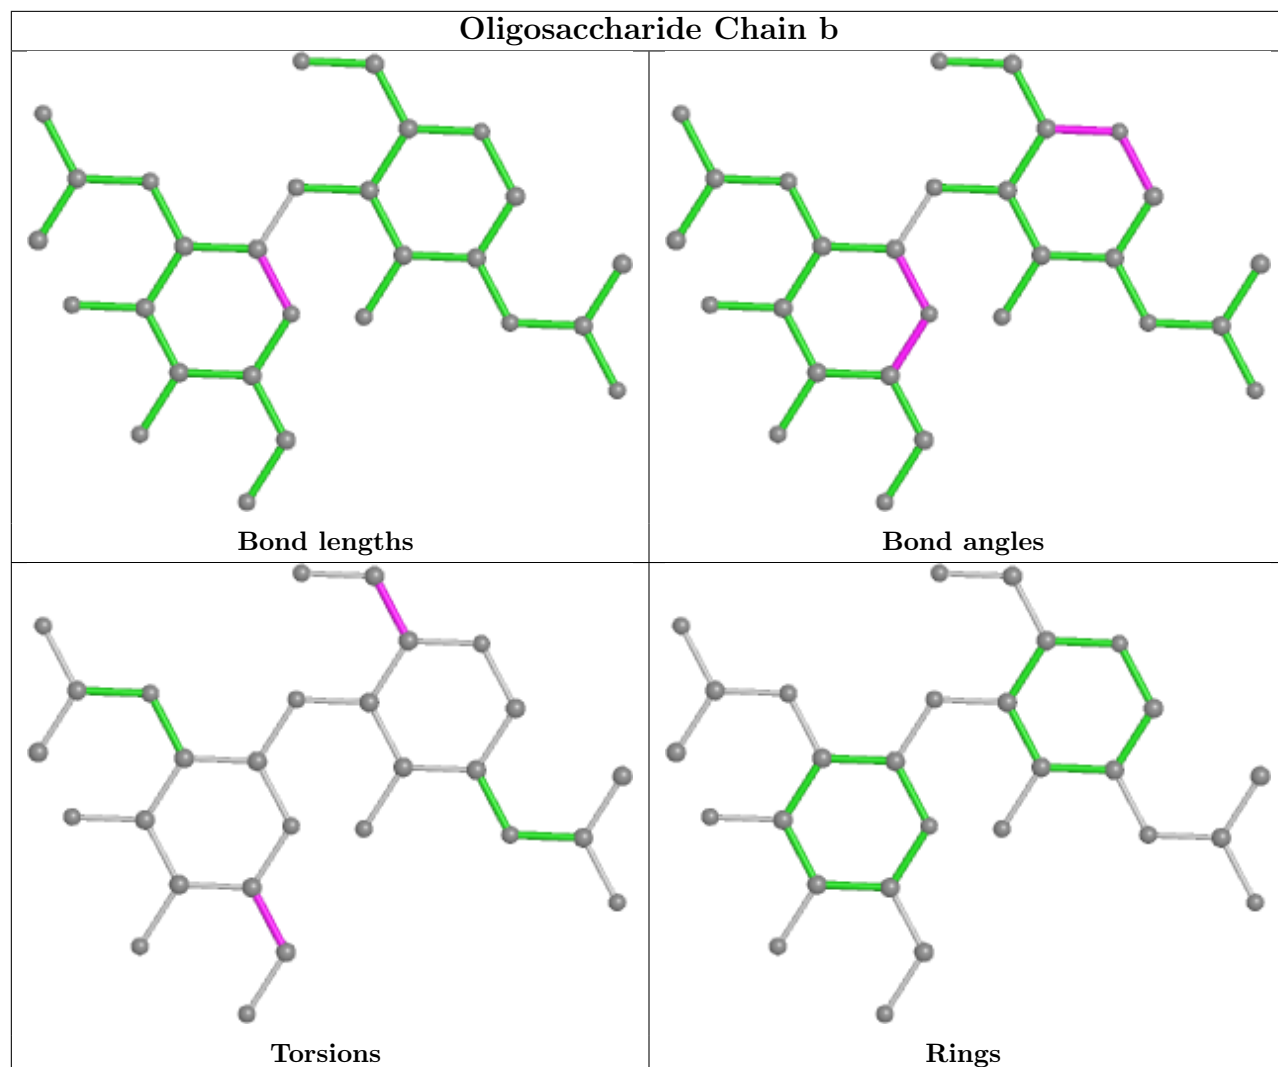 Oligosaccharide Chain b
Bond lengths
Bond angles
Torsions
Rings